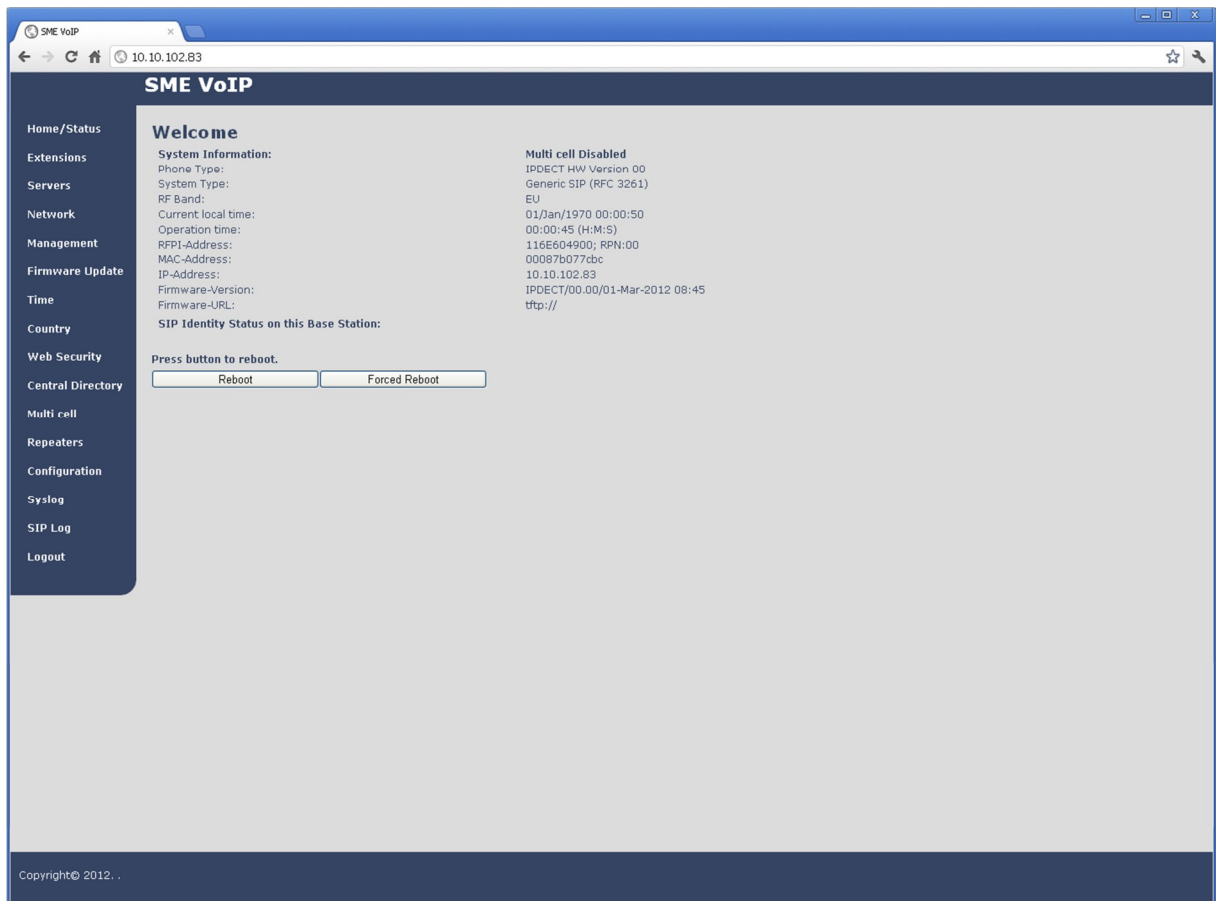 SME VoIP
10.10.102.83
SME VoIP
Home/Status
Extensions
Servers
Network
Management
Firmware Update
Time
Country
Web Security
Central Directory
Multi cell
Repeaters
Configuration
Syslog
SIP Log
Logout
Welcome
System Information: Multi cell Disabled
Phone Type: IPDECT HW Version 00
System Type: Generic SIP (RFC 3261)
RF Band: EU
Current local time: 01/Jan/1970 00:00:50
Operation time: 00:00:45 (H:M:S)
RFPI-Address: 116E604900; RPN:00
MAC-Address: 00087b077cbc
IP-Address: 10.10.102.83
Firmware-Version: IPDECT/00.00/01-Mar-2012 08:45
Firmware-URL: tftp://
SIP Identity Status on this Base Station:
Press button to reboot.
Reboot Forced Reboot
Copyright© 2012. .